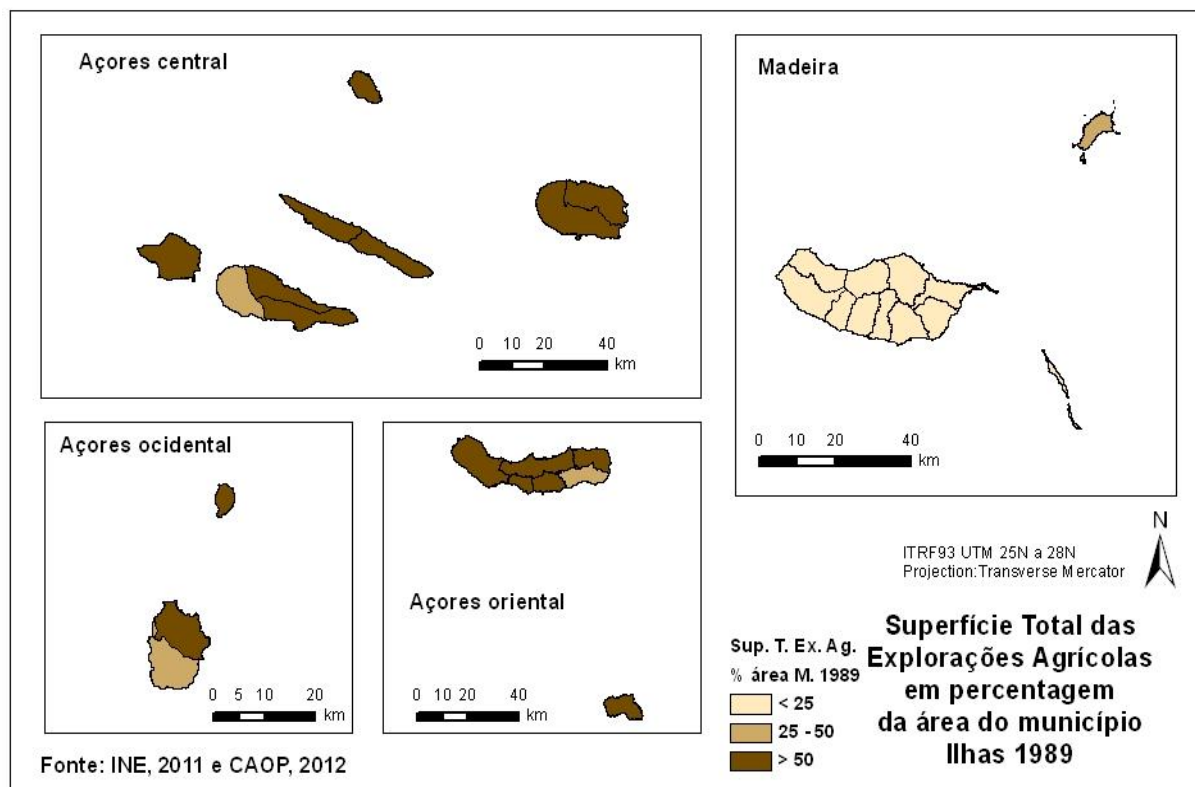 Açores central
0 10 20 40
km
Madeira
0 10 20 40
km
Açores ocidental
0 5 10 20
km
Açores oriental
0 10 20 40
km
N
ITRF93 UTM 25N a 28N
Projection:Transverse Mercator
Sup. T. Ex. Ag.
% área M. 1989
< 25
25 - 50
> 50
Superfície Total das
Explorações Agrícolas
em percentagem
da área do município
Ilhas 1989
Fonte: INE, 2011 e CAOP, 2012